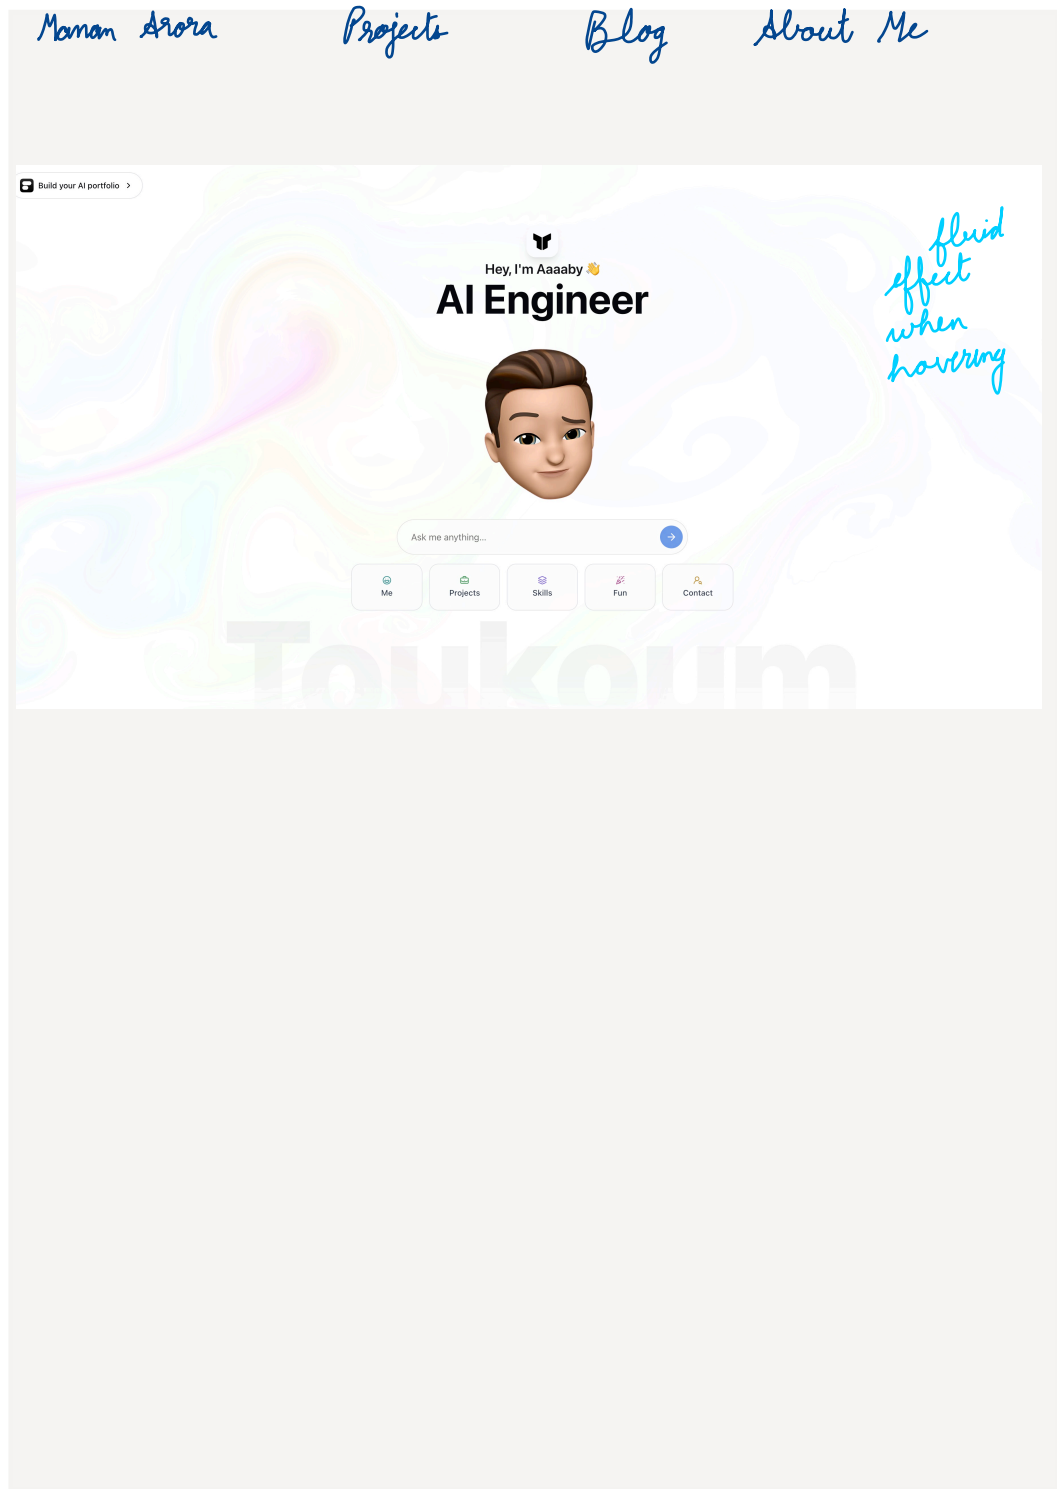 Manan Arora Projects Blog About Me
Build your AI portfolio
fluid
effect
when
hovering
Hey, I'm Aaaaby 👋
AI Engineer
Ask me anything...
Me Projects Skills Fun Contact
Toukoum